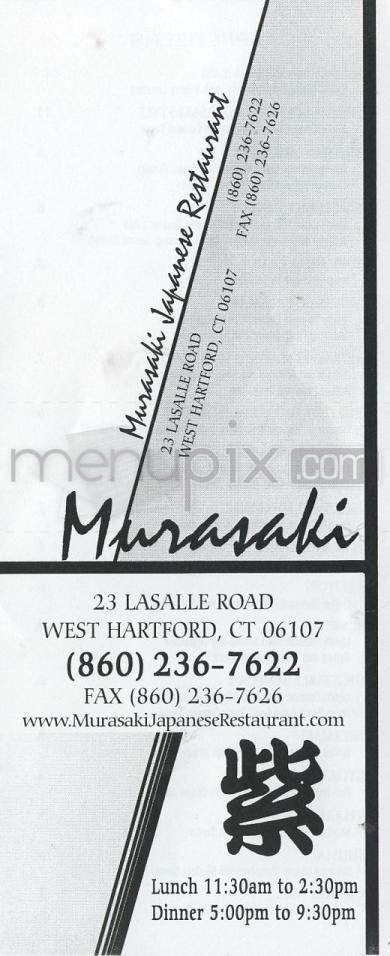 Murasaki Japanese Restaurant
(860) 236-7622
FAX (860) 236-7626
23 LASALLE ROAD
WEST HARTFORD, CT 06107
menupix.com
Murasaki
23 LASALLE ROAD
WEST HARTFORD, CT 06107
(860) 236-7622
FAX (860) 236-7626
www.MurasakiJapaneseRestaurant.com
紫
Lunch 11:30am to 2:30pm
Dinner 5:00pm to 9:30pm